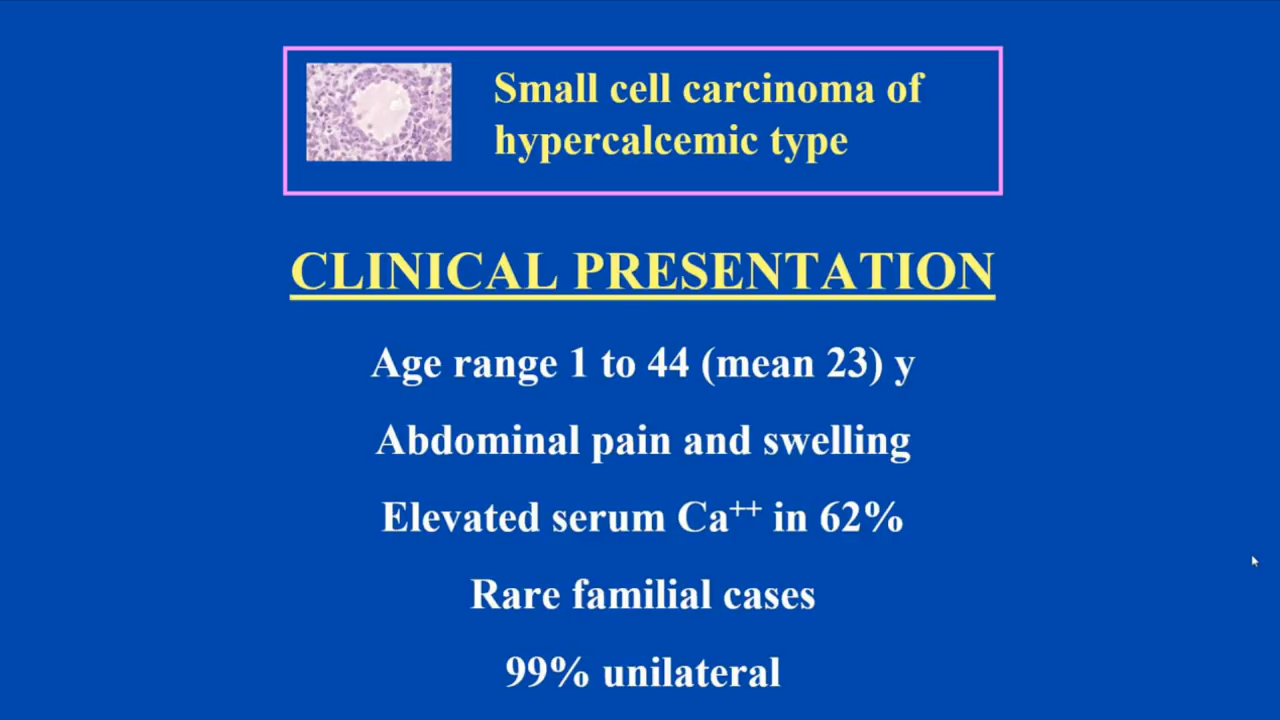 Small cell carcinoma of
hypercalcemic type
CLINICAL PRESENTATION
Age range 1 to 44 (mean 23) y
Abdominal pain and swelling
Elevated serum Ca⁺⁺ in 62%
Rare familial cases
99% unilateral